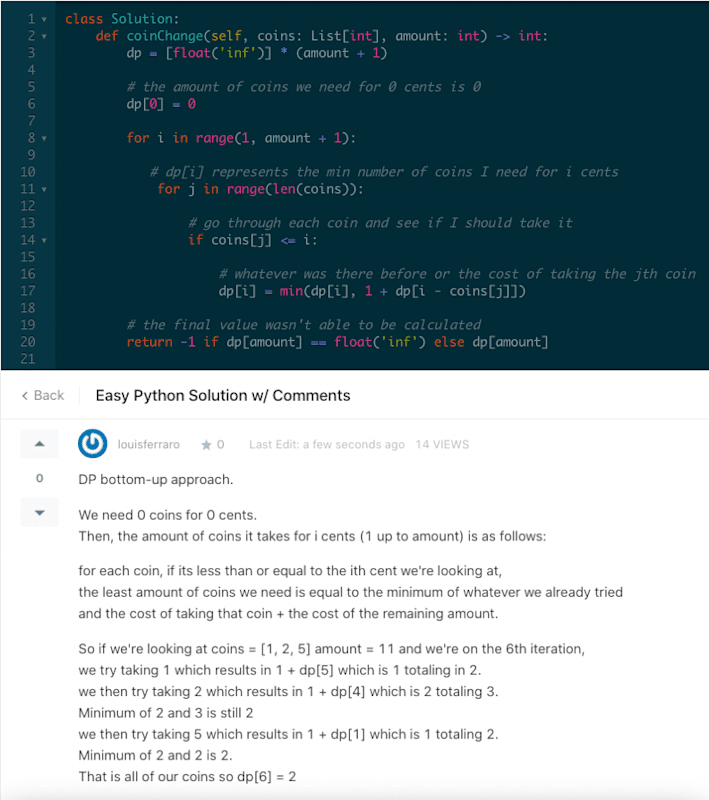 1 class Solution:
2 def coinChange(self, coins: List[int], amount: int) -> int:
3 dp = [float('inf')] * (amount + 1)
4
5 # the amount of coins we need for 0 cents is 0
6 dp[0] = 0
7
8 for i in range(1, amount + 1):
9
10 # dp[i] represents the min number of coins I need for i cents
11 for j in range(len(coins)):
12
13 # go through each coin and see if I should take it
14 if coins[j] <= i:
15
16 # whatever was there before or the cost of taking the jth coin
17 dp[i] = min(dp[i], 1 + dp[i - coins[j]])
18
19 # the final value wasn't able to be calculated
20 return -1 if dp[amount] == float('inf') else dp[amount]
21
< Back Easy Python Solution w/ Comments
louisferraro ★ 0 Last Edit: a few seconds ago 14 VIEWS
0
DP bottom-up approach.
We need 0 coins for 0 cents.
Then, the amount of coins it takes for i cents (1 up to amount) is as follows:
for each coin, if its less than or equal to the ith cent we're looking at,
the least amount of coins we need is equal to the minimum of whatever we already tried
and the cost of taking that coin + the cost of the remaining amount.
So if we're looking at coins = [1, 2, 5] amount = 11 and we're on the 6th iteration,
we try taking 1 which results in 1 + dp[5] which is 1 totaling in 2.
we then try taking 2 which results in 1 + dp[4] which is 2 totaling 3.
Minimum of 2 and 3 is still 2
we then try taking 5 which results in 1 + dp[1] which is 1 totaling 2.
Minimum of 2 and 2 is 2.
That is all of our coins so dp[6] = 2